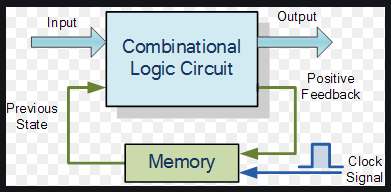 Input
Output
Combinational
Logic Circuit
Positive
Feedback
Previous
State
Memory
Clock
Signal